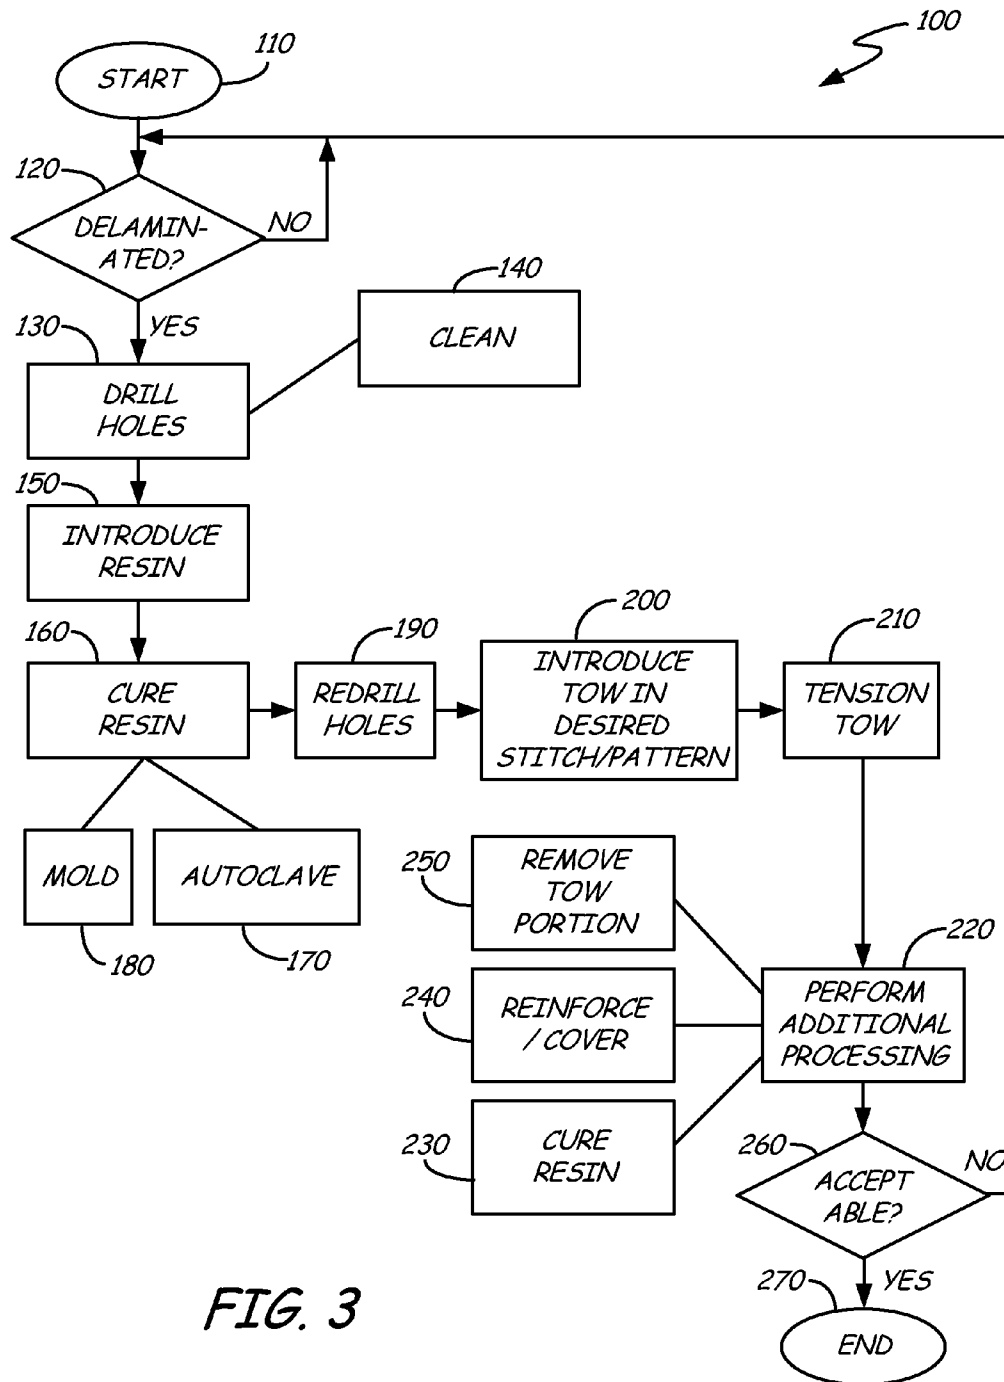 100
110
START
120
DELAMIN-
ATED?
NO
YES
140
CLEAN
130
DRILL
HOLES
150
INTRODUCE
RESIN
160
CURE
RESIN
190
REDRILL
HOLES
200
INTRODUCE
TOW IN
DESIRED
STITCH/PATTERN
210
TENSION
TOW
MOLD
180
AUTOCLAVE
170
250
REMOVE
TOW
PORTION
220
PERFORM
ADDITIONAL
PROCESSING
240
REINFORCE
/ COVER
230
CURE
RESIN
260
ACCEPT
ABLE?
NO
YES
270
END
FIG. 3